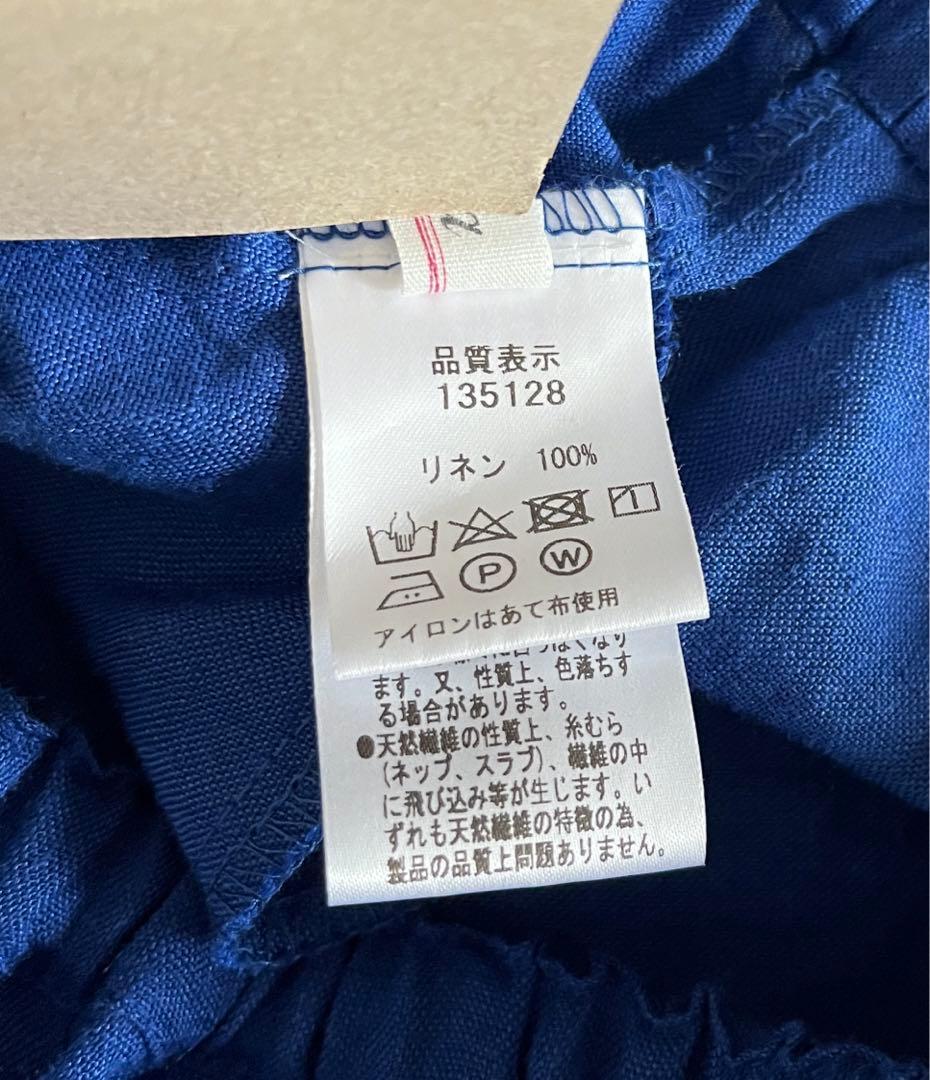 品質表示
135128
リネン 100%
P W
アイロンはあて布使用
ます。又、性質上、色落ちす
る場合があります。
●天然繊維の性質上、糸むら
(ネップ、スラブ)、繊維の中
に飛び込み等が生じます。い
ずれも天然繊維の特徴の為、
製品の品質上問題ありません。